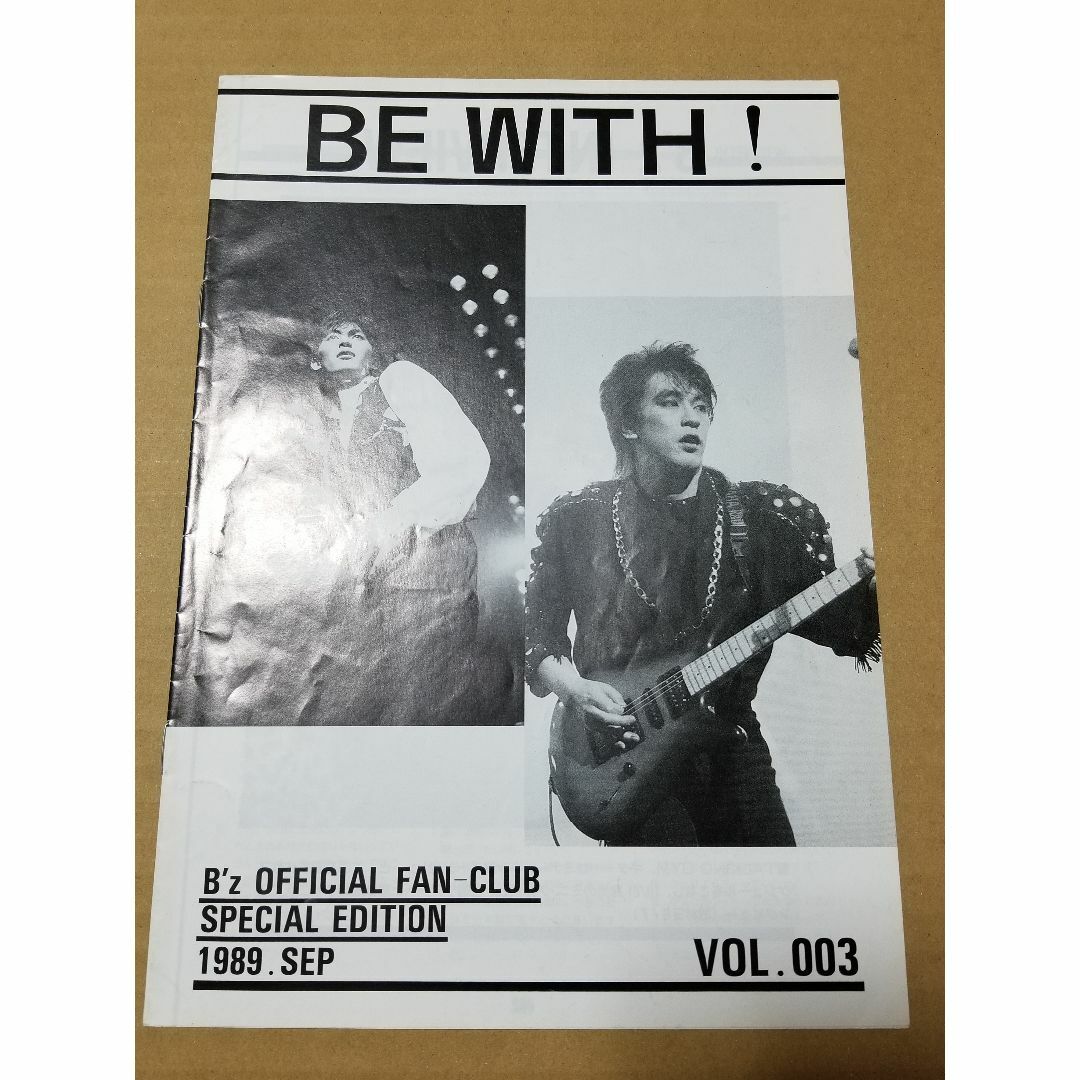 BE WITH !
B'z OFFICIAL FAN-CLUB
SPECIAL EDITION
1989.SEP
VOL.003